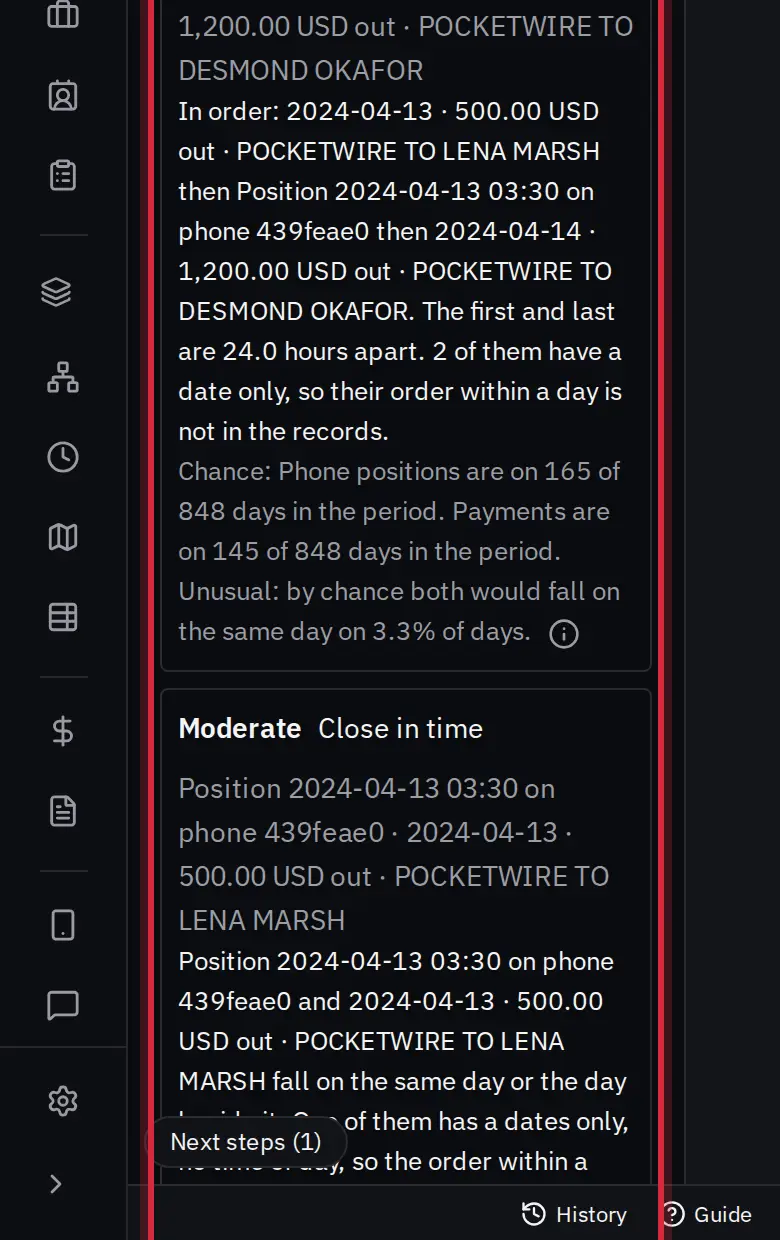 1,200.00 USD out · POCKETWIRE TO
DESMOND OKAFOR
In order: 2024-04-13 · 500.00 USD
out · POCKETWIRE TO LENA MARSH
then Position 2024-04-13 03:30 on
phone 439feae0 then 2024-04-14 ·
1,200.00 USD out · POCKETWIRE TO
DESMOND OKAFOR. The first and last
are 24.0 hours apart. 2 of them have a
date only, so their order within a day is
not in the records.
Chance: Phone positions are on 165 of
848 days in the period. Payments are
on 145 of 848 days in the period.
Unusual: by chance both would fall on
the same day on 3.3% of days.
Moderate Close in time
Position 2024-04-13 03:30 on
phone 439feae0 · 2024-04-13 ·
500.00 USD out · POCKETWIRE TO
LENA MARSH
Position 2024-04-13 03:30 on phone
439feae0 and 2024-04-13 · 500.00
USD out · POCKETWIRE TO LENA
MARSH fall on the same day or the day
of them has a dates only,
so the order within a
Next steps (1)
History
Guide